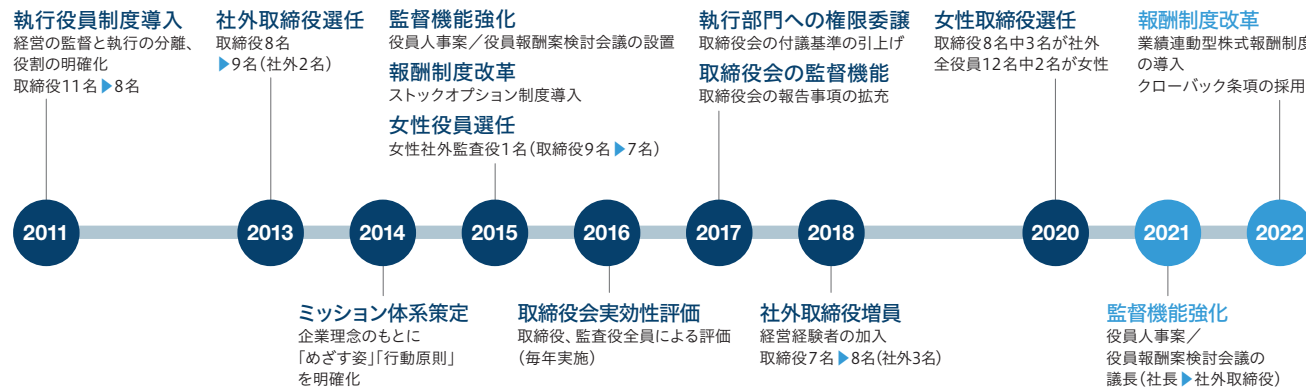 執行役員制度導入
経営の監督と執行の分離、
役割の明確化
取締役11名▶8名
社外取締役選任
取締役8名
▶9名(社外2名)
監督機能強化
役員人事案／役員報酬案検討会議の設置
報酬制度改革
ストックオプション制度導入
女性役員選任
女性社外監査役1名(取締役9名▶7名)
執行部門への権限委譲
取締役会の付議基準の引上げ
取締役会の監督機能
取締役会の報告事項の拡充
女性取締役選任
取締役8名中3名が社外
全役員12名中2名が女性
報酬制度改革
業績連動型株式報酬制度
の導入
クローバック条項の採用
2011
2013
2014
2015
2016
2017
2018
2020
2021
2022
ミッション体系策定
企業理念のもとに
「めざす姿」「行動原則」
を明確化
取締役会実効性評価
取締役、監査役全員による評価
(毎年実施)
社外取締役増員
経営経験者の加入
取締役7名▶8名(社外3名)
監督機能強化
役員人事案／
役員報酬案検討会議の
議長(社長▶社外取締役)